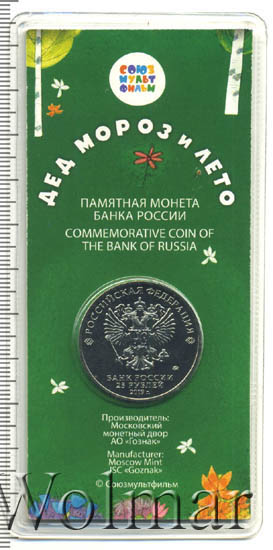 СОЮЗ
МУЛЬТ
ФИЛЬМ
ДЕД МОРОЗ И ЛЕТО
ПАМЯТНАЯ МОНЕТА
БАНКА РОССИИ
COMMEMORATIVE COIN OF
THE BANK OF RUSSIA
РОССИЙСКАЯ ФЕДЕРАЦИЯ
БАНК РОССИИ
25 РУБЛЕЙ
2019 г.
Производитель:
Московский
монетный двор
АО "Гознак"
Manufacturer:
Moscow Mint
JSC "Goznak"
© Союзмультфильм
Wolmar